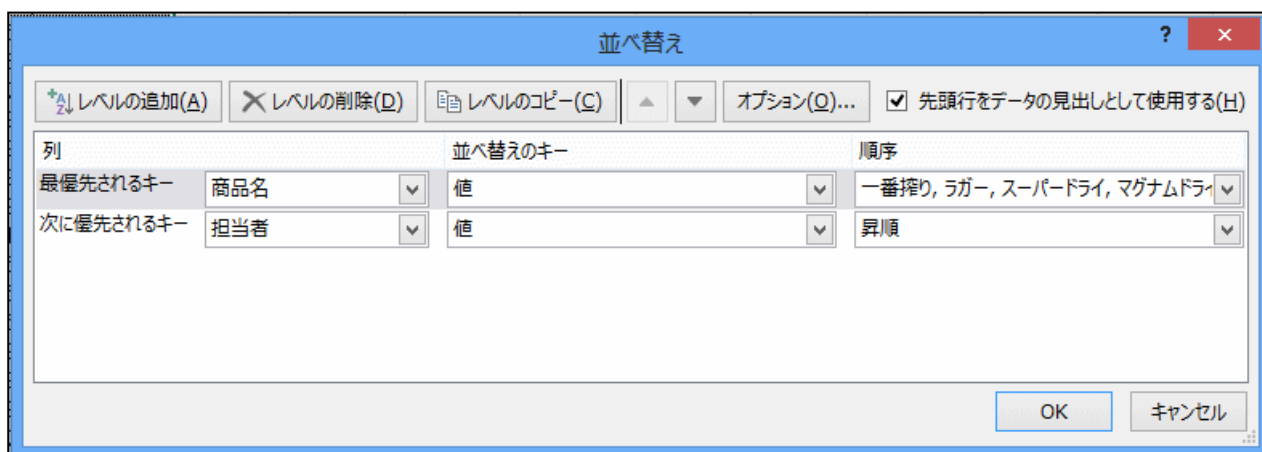 並べ替え ?
レベルの追加(A) レベルの削除(D) レベルのコピー(C) オプション(O)... 先頭行をデータの見出しとして使用する(H)
列 並べ替えのキー 順序
最優先されるキー 商品名 値 一番搾り, ラガー, スーパードライ, マグナムドライ
次に優先されるキー 担当者 値 昇順
OK キャンセル